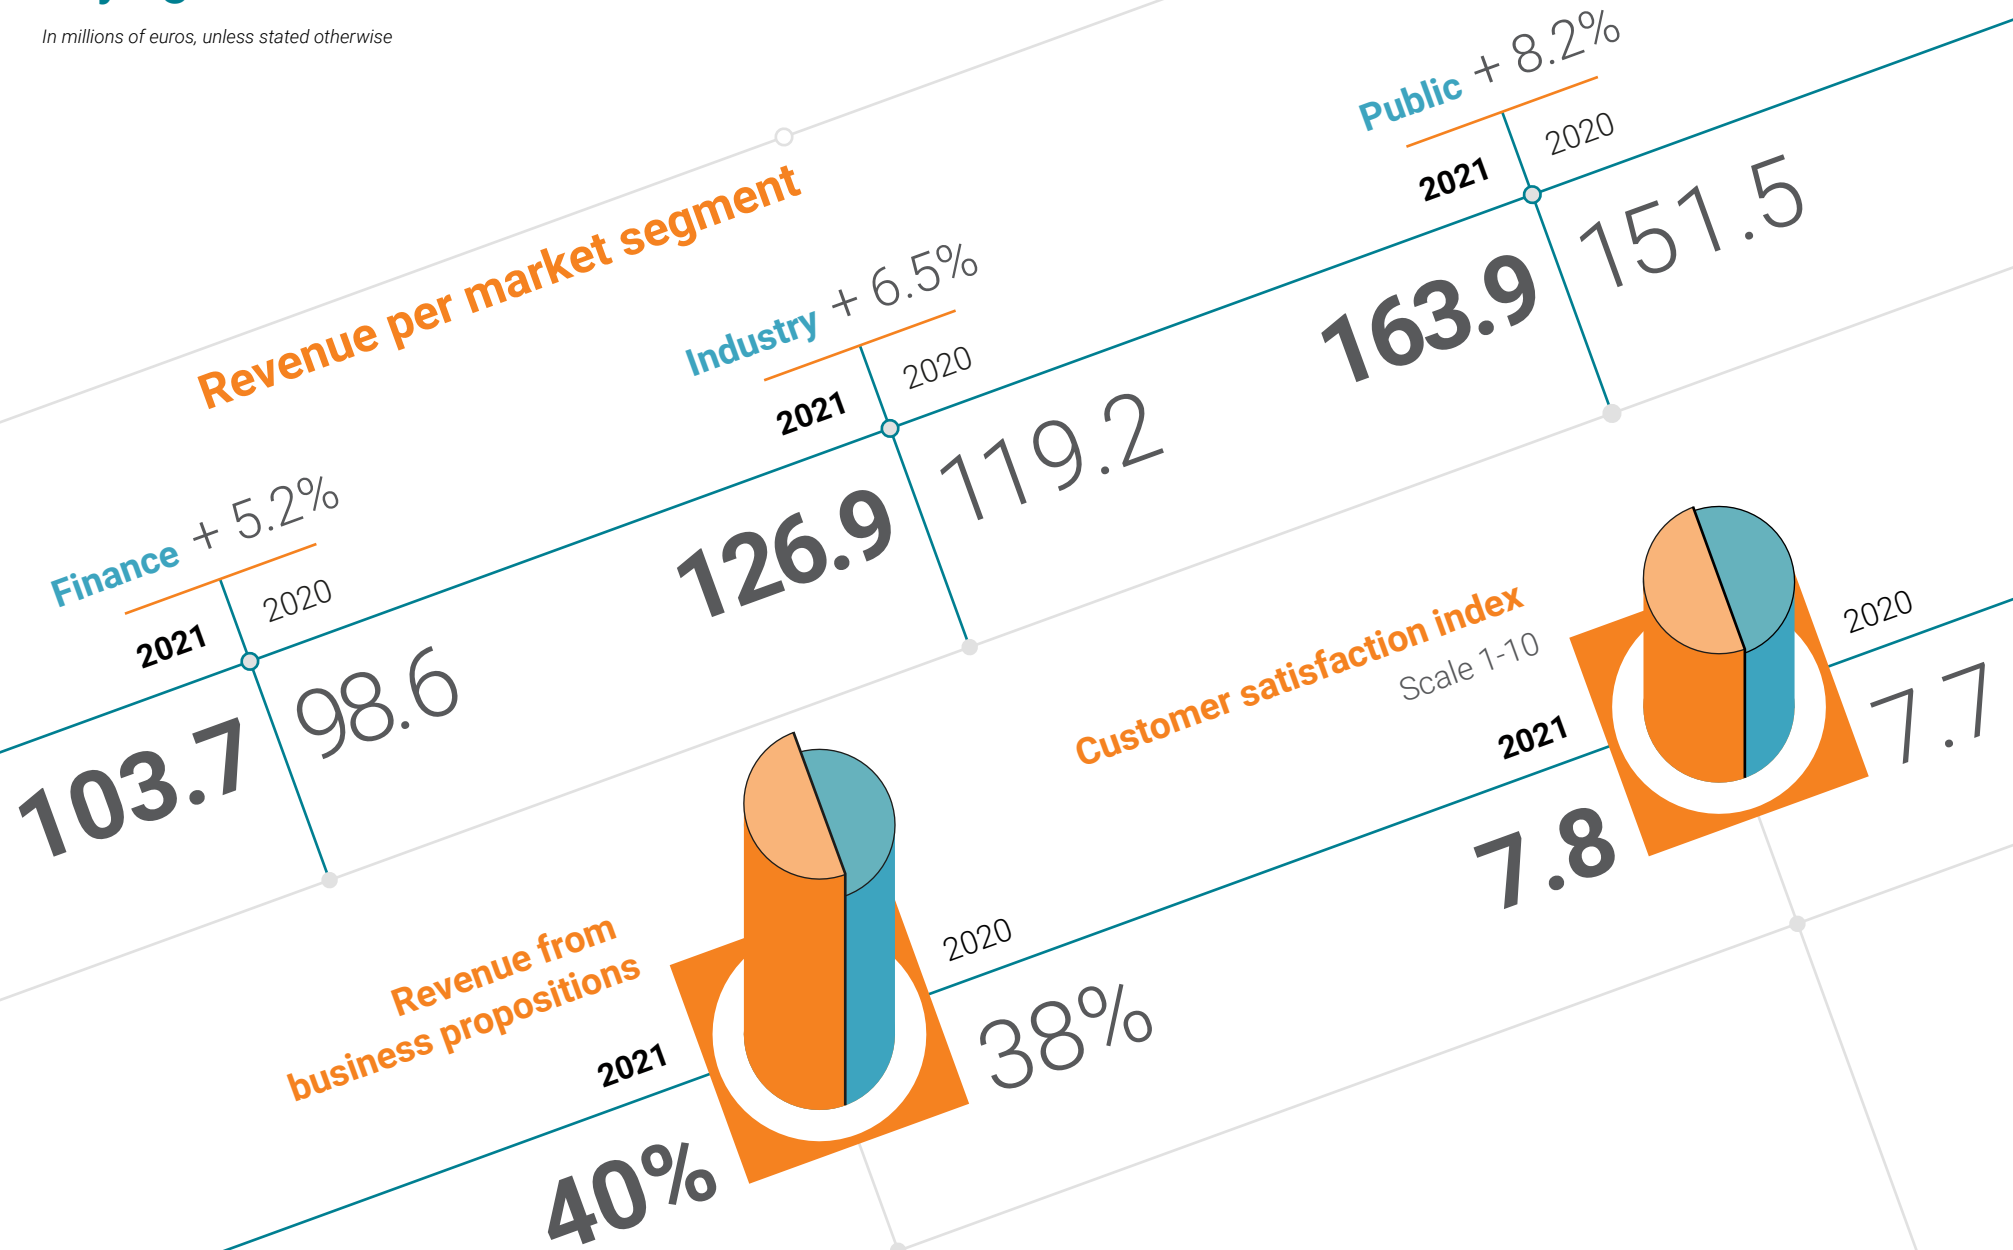 In millions of euros, unless stated otherwise
Revenue per market segment
Finance + 5.2%
2021 2020
103.7 98.6
Industry + 6.5%
2021 2020
126.9 119.2
Public + 8.2%
2021 2020
163.9 151.5
Revenue from
business propositions
2021 2020
40% 38%
Customer satisfaction index
Scale 1-10
2021 2020
7.8 7.7